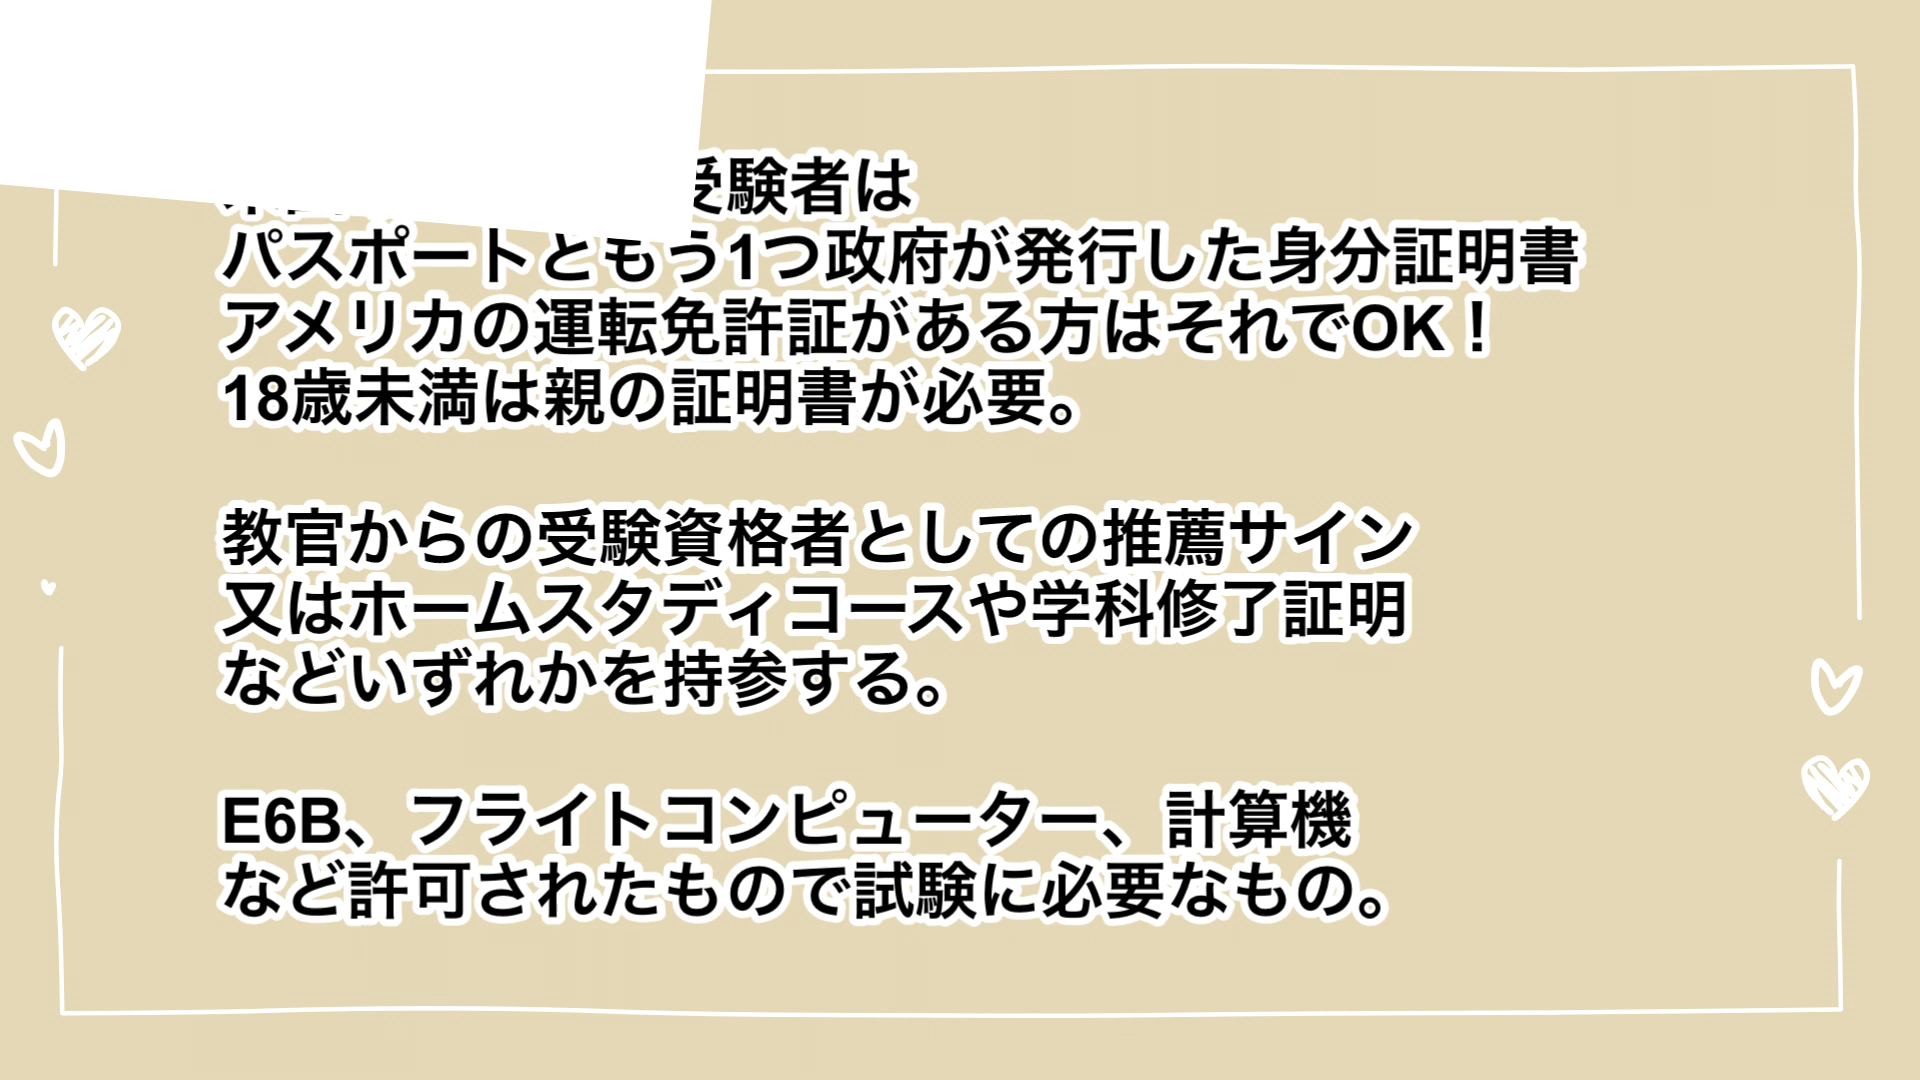 受験者は
パスポートともう1つ政府が発行した身分証明書
アメリカの運転免許証がある方はそれでOK！
18歳未満は親の証明書が必要。
教官からの受験資格者としての推薦サイン
又はホームスタディコースや学科修了証明
などいずれかを持参する。
E6B、フライトコンピューター、計算機
など許可されたもので試験に必要なもの。